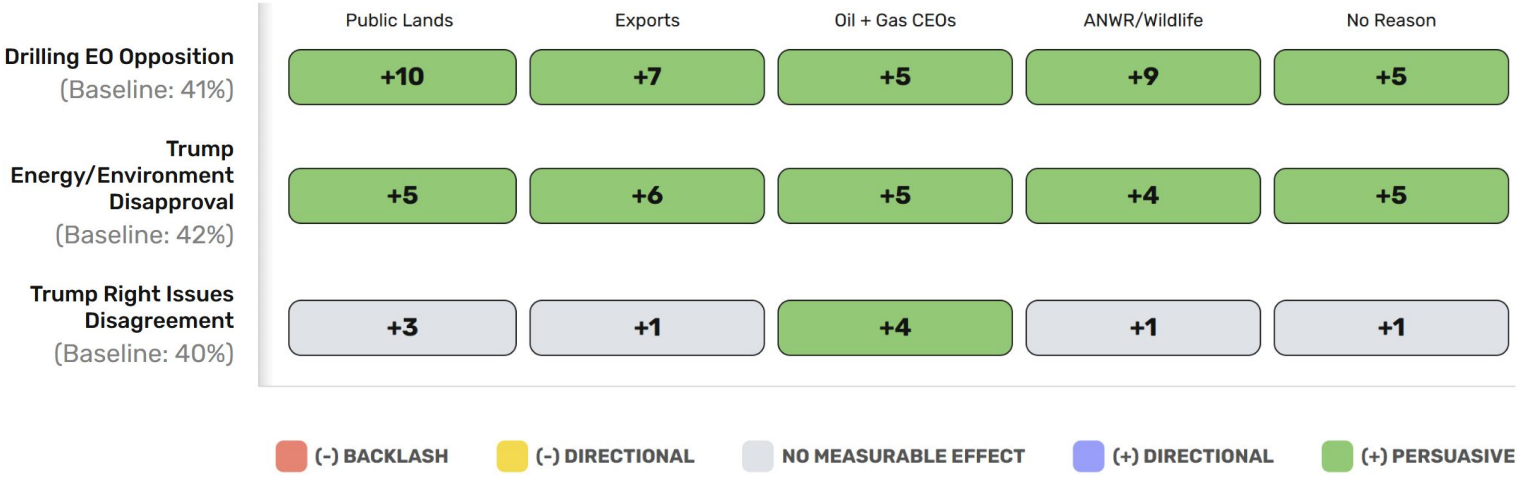 Public Lands Exports Oil + Gas CEOs ANWR/Wildlife No Reason
Drilling EO Opposition
(Baseline: 41%)
+10 +7 +5 +9 +5
Trump
Energy/Environment
Disapproval
(Baseline: 42%)
+5 +6 +5 +4 +5
Trump Right Issues
Disagreement
(Baseline: 40%)
+3 +1 +4 +1 +1
(-) BACKLASH (-) DIRECTIONAL NO MEASURABLE EFFECT (+) DIRECTIONAL (+) PERSUASIVE